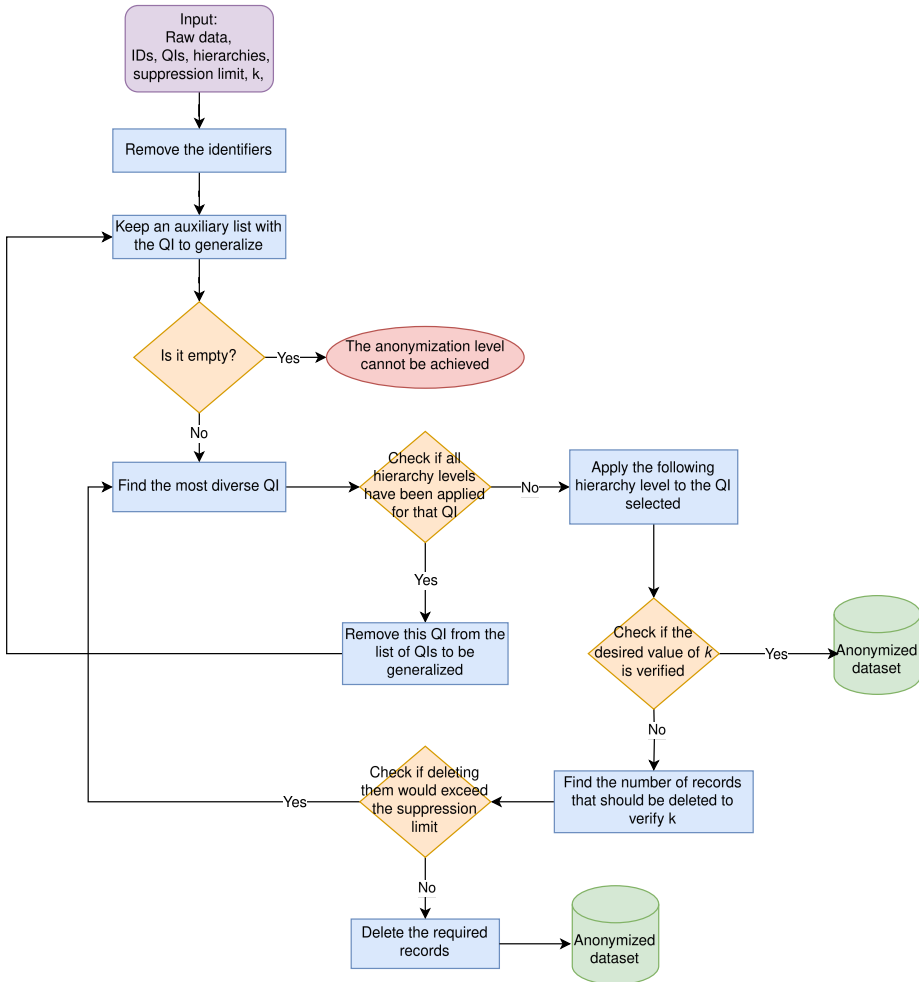 Input:
Raw data,
IDs, QIs, hierarchies,
suppression limit, k,
Remove the identifiers
Keep an auxiliary list with
the QI to generalize
Is it empty?
Yes
The anonymization level
cannot be achieved
No
Find the most diverse QI
Check if all
hierarchy levels
have been applied
for that QI
No
Apply the following
hierarchy level to the QI
selected
Yes
Remove this QI from the
list of QIs to be
generalized
Check if the
desired value of k
is verified
Yes
Anonymized
dataset
No
Find the number of records
that should be deleted to
verify k
Check if deleting
them would exceed
the suppression
limit
Yes
No
Delete the required
records
Anonymized
dataset